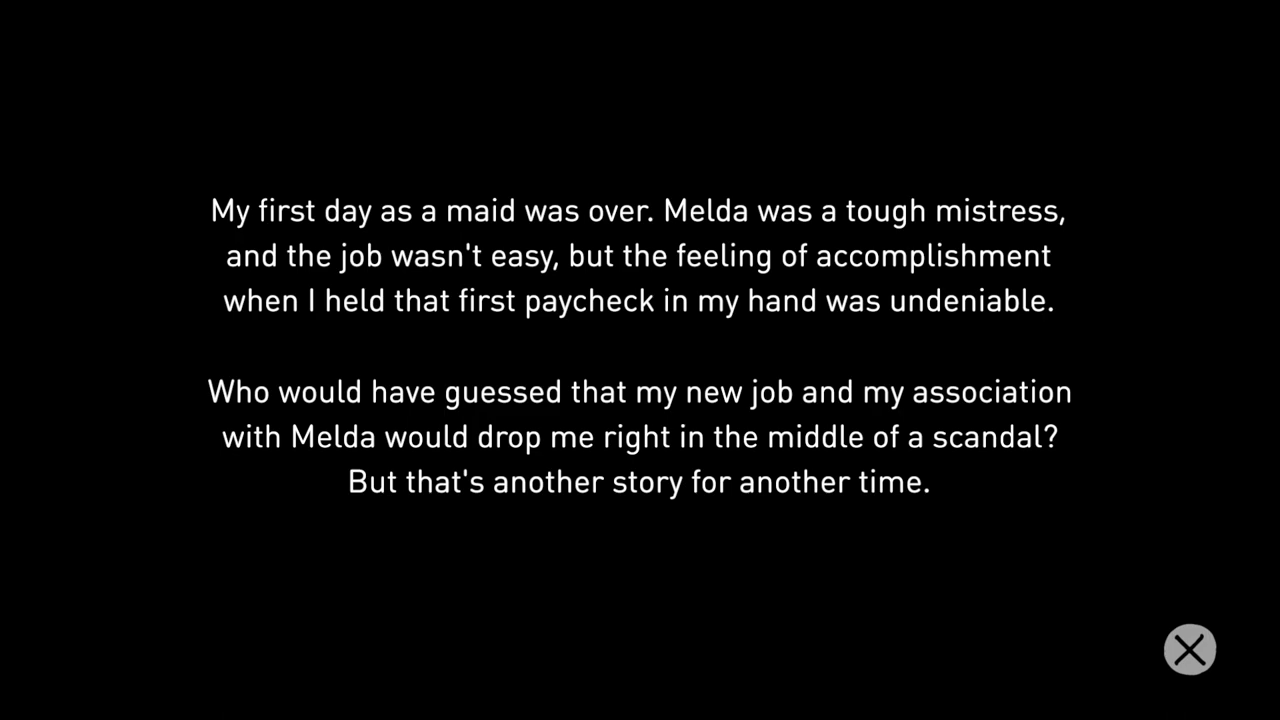 My first day as a maid was over. Melda was a tough mistress,
and the job wasn't easy, but the feeling of accomplishment
when I held that first paycheck in my hand was undeniable.
Who would have guessed that my new job and my association
with Melda would drop me right in the middle of a scandal?
But that's another story for another time.